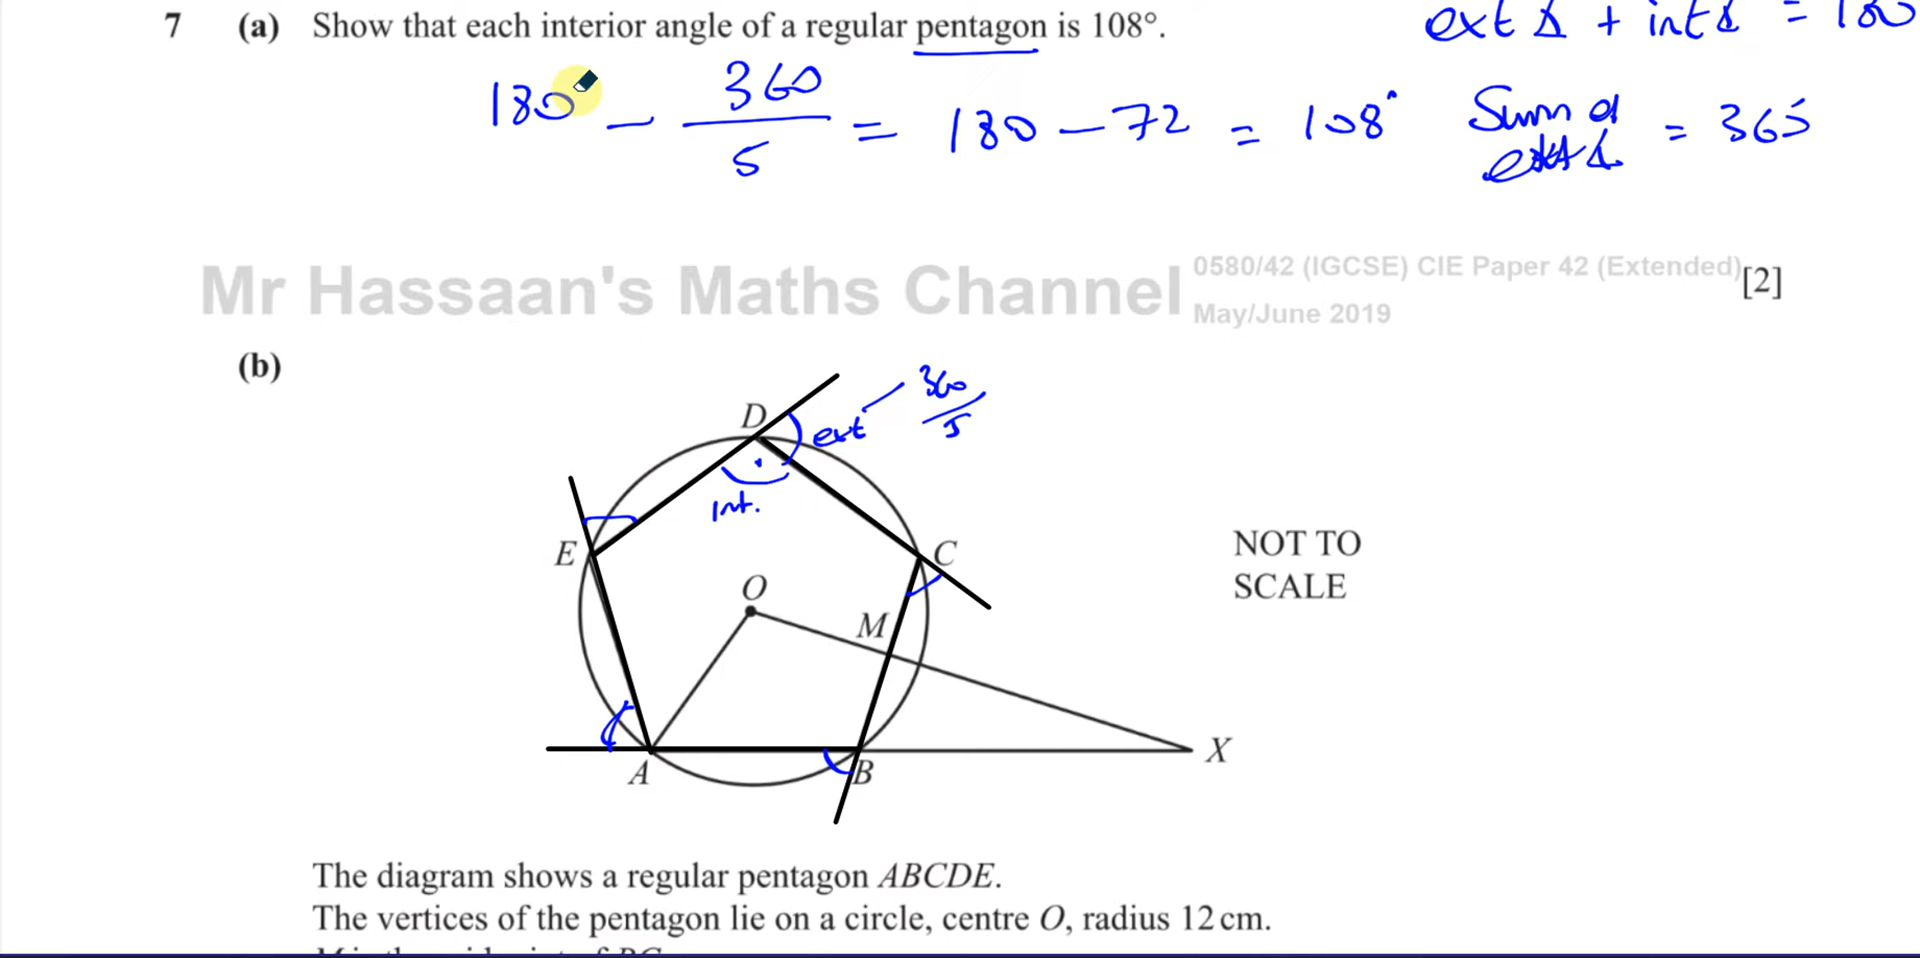 7 (a) Show that each interior angle of a regular pentagon is 108°.
ext ∆ + int ∆ = 180
180 - 360/5 = 180 - 72 = 108°
Sum of ext ∆ = 365
Mr Hassaan's Maths Channel
0580/42 (IGCSE) CIE Paper 42 (Extended)
May/June 2019
[2]
(b)
360/5
D
ext
Int.
E
C
NOT TO
SCALE
O
M
X
A
B
The diagram shows a regular pentagon ABCDE.
The vertices of the pentagon lie on a circle, centre O, radius 12 cm.